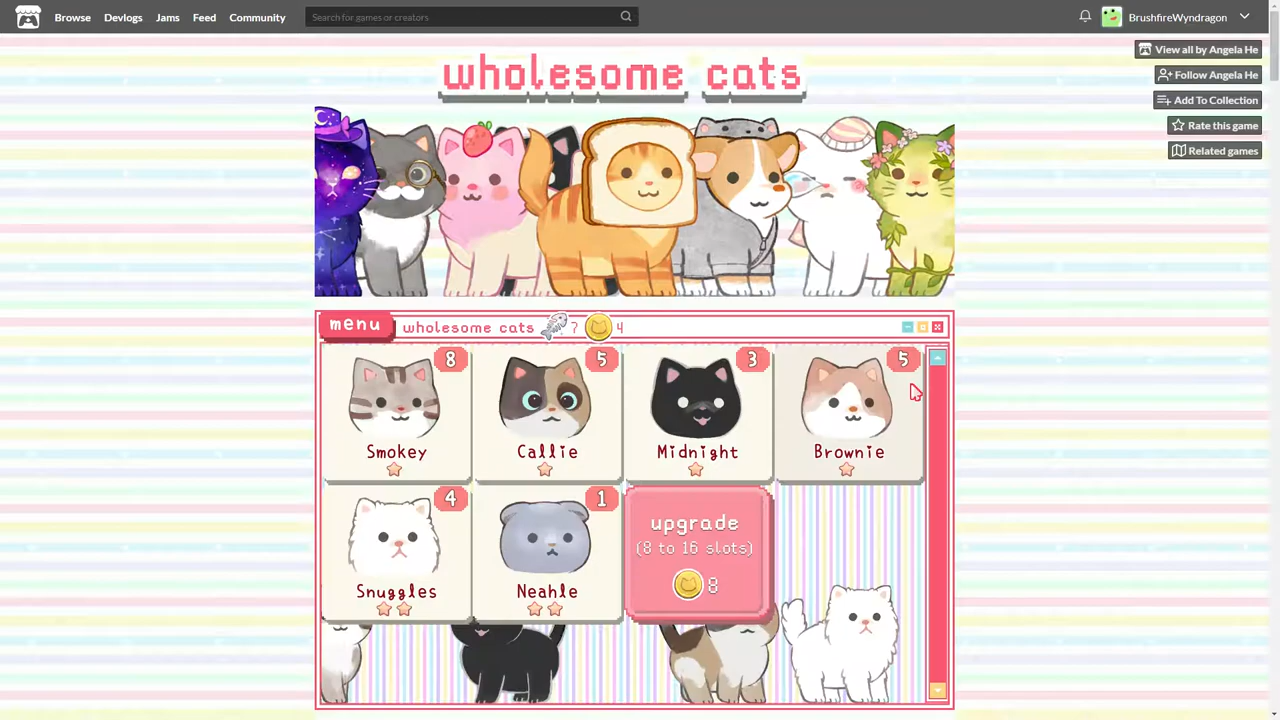 Browse Devlogs Jams Feed Community Search for games or creators BrushfireWyndragon
View all by Angela He
Follow Angela He
Add To Collection
Rate this game
Related games
wholesome cats
menu wholesome cats 7 4
8 5 3 5
Smokey Callie Midnight Brownie
4 1
Snuggles Neahle
upgrade
(8 to 16 slots)
8